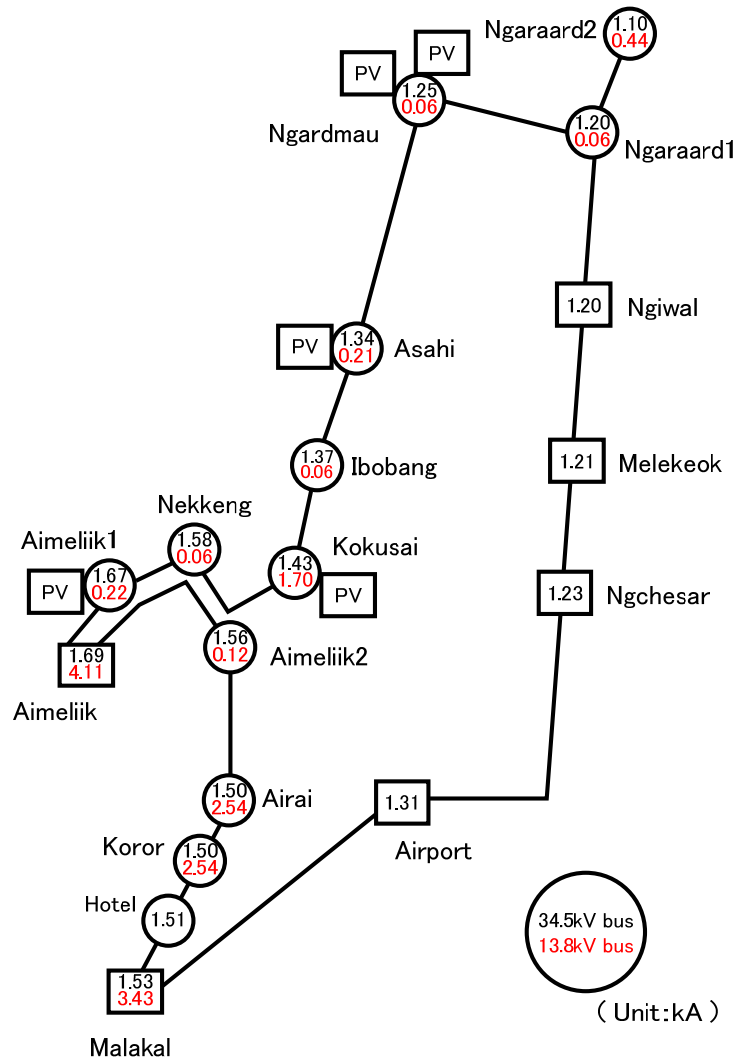 Ngaraard2
1.10
0.44
PV
PV
1.25
0.06
Ngardmau
1.20
0.06
Ngaraard1
1.20
Ngiwal
PV
1.34
0.21
Asahi
1.37
0.06
Ibobang
1.21
Melekeok
Nekkeng
1.58
0.06
Aimeliik1
PV
1.67
0.22
Kokusai
1.43
1.70
PV
1.23
Ngchesar
1.69
4.11
Aimeliik
1.56
0.12
Aimeliik2
1.50
2.54
Airai
1.31
Airport
Koror
1.50
2.54
Hotel
1.51
1.53
3.43
Malakal
34.5kV bus
13.8kV bus
(Unit:kA)